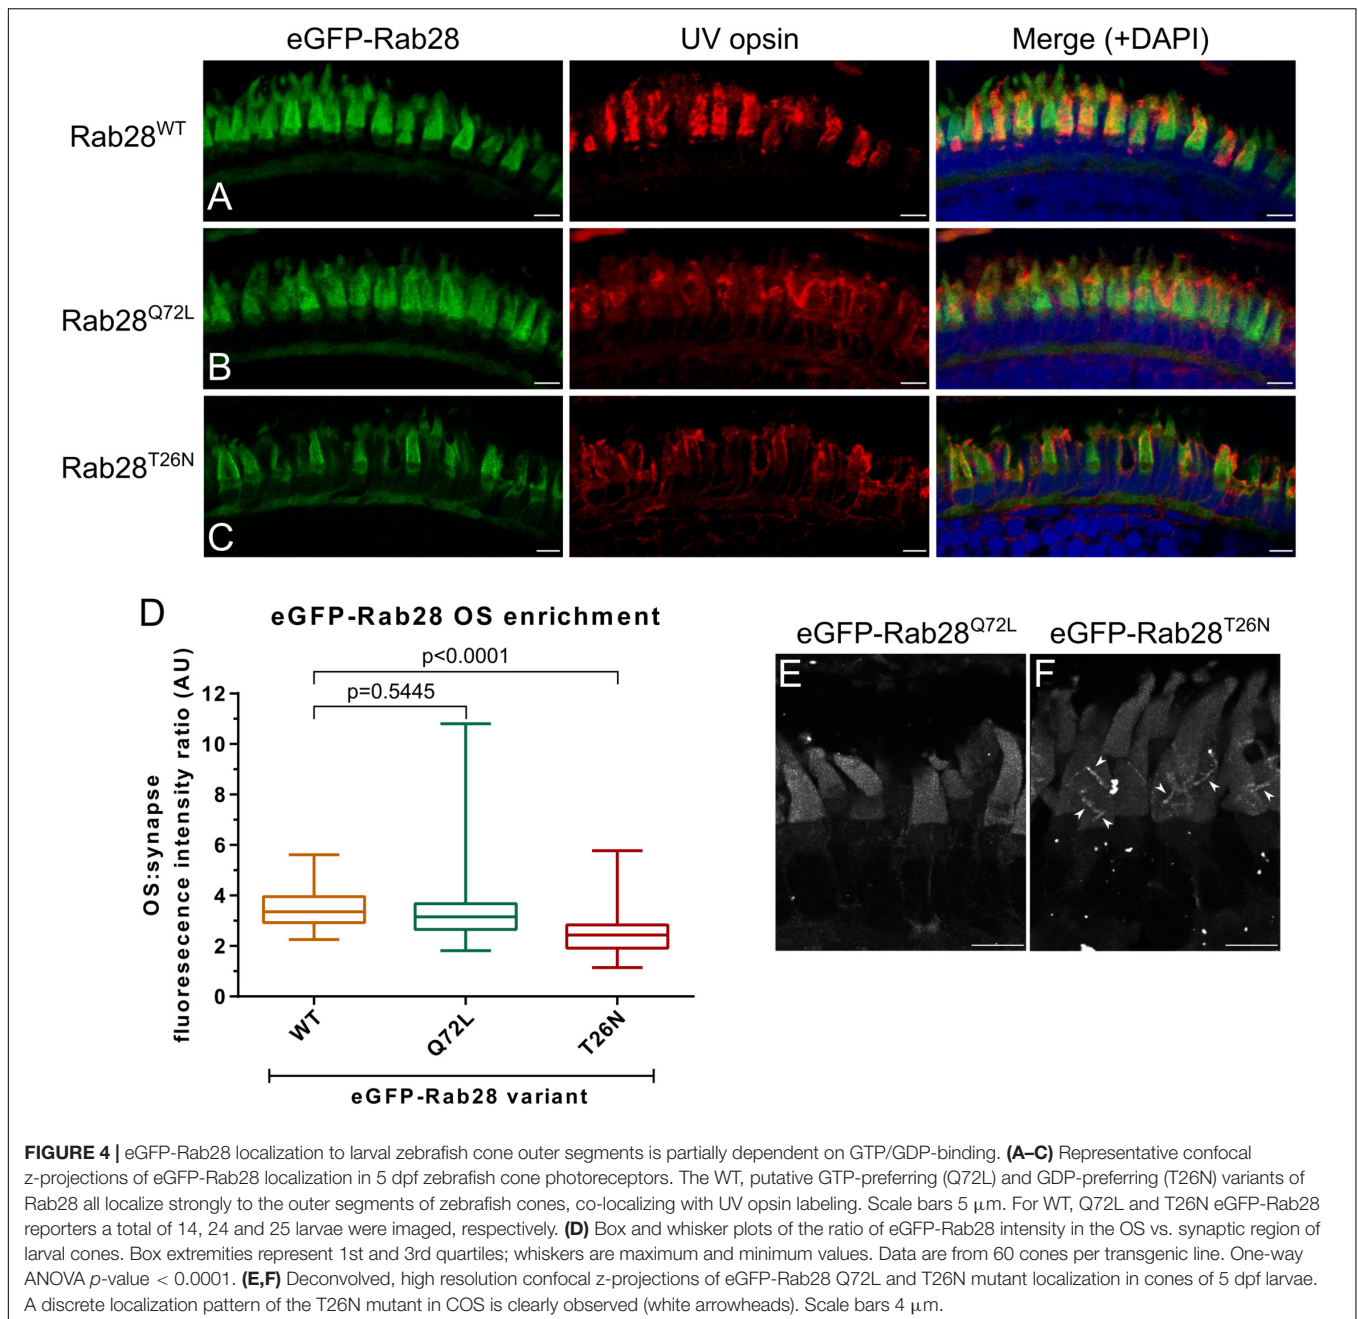 eGFP-Rab28 UV opsin Merge (+DAPI)
Rab28WT
A
Rab28Q72L
B
Rab28T26N
C
D
eGFP-Rab28 OS enrichment
p<0.0001
p=0.5445
OS:synapse
fluoresecence intensity ratio (AU)
12
10
8
6
4
2
0
WT Q72L T26N
eGFP-Rab28 variant
eGFP-Rab28Q72L eGFP-Rab28T26N
E F
FIGURE 4 | eGFP-Rab28 localization to larval zebrafish cone outer segments is partially dependent on GTP/GDP-binding. (A–C) Representative confocal
z-projections of eGFP-Rab28 localization in 5 dpf zebrafish cone photoreceptors. The WT, putative GTP-preferring (Q72L) and GDP-preferring (T26N) variants of
Rab28 all localize strongly to the outer segments of zebrafish cones, co-localizing with UV opsin labeling. Scale bars 5 μm. For WT, Q72L and T26N eGFP-Rab28
reporters a total of 14, 24 and 25 larvae were imaged, respectively. (D) Box and whisker plots of the ratio of eGFP-Rab28 intensity in the OS vs. synaptic region of
larval cones. Box extremities represent 1st and 3rd quartiles; whiskers are maximum and minimum values. Data are from 60 cones per transgenic line. One-way
ANOVA p-value < 0.0001. (E,F) Deconvolved, high resolution confocal z-projections of eGFP-Rab28 Q72L and T26N mutant localization in cones of 5 dpf larvae.
A discrete localization pattern of the T26N mutant in COS is clearly observed (white arrowheads). Scale bars 4 μm.